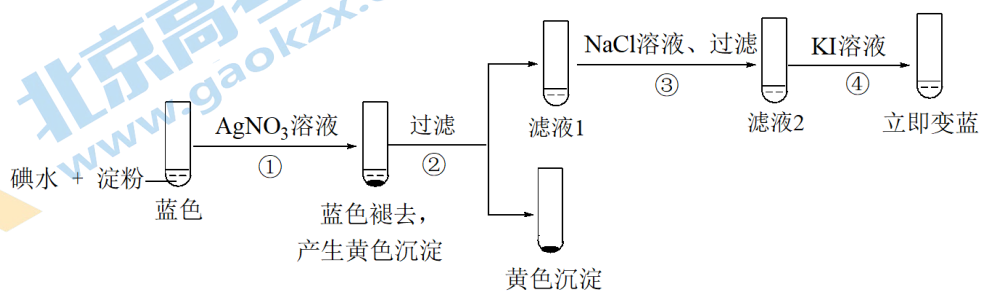 北京高
www.gaokzx.
碘水 + 淀粉
蓝色
AgNO₃溶液
①
蓝色褪去,
产生黄色沉淀
过滤
②
滤液1
黄色沉淀
NaCl溶液、过滤
③
滤液2
KI溶液
④
立即变蓝